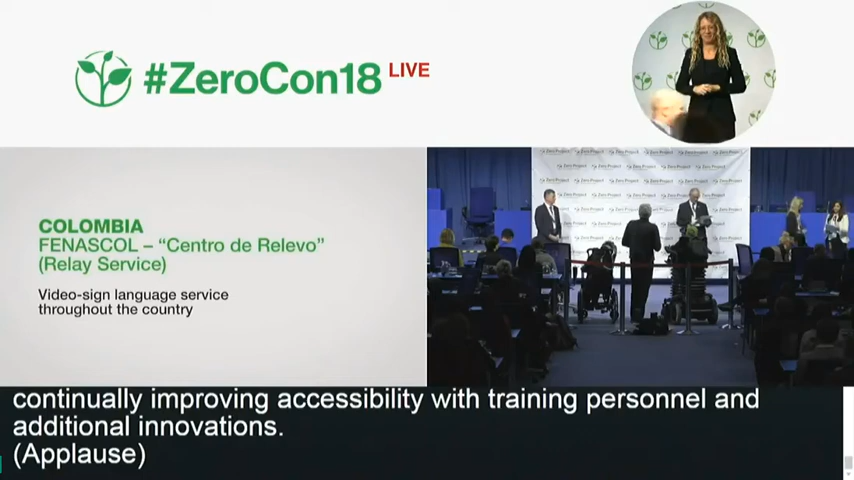 #ZeroCon18 LIVE
COLOMBIA
FENASCOL – “Centro de Relevo”
(Relay Service)
Video-sign language service
throughout the country
continually improving accessibility with training personnel and
additional innovations.
(Applause)